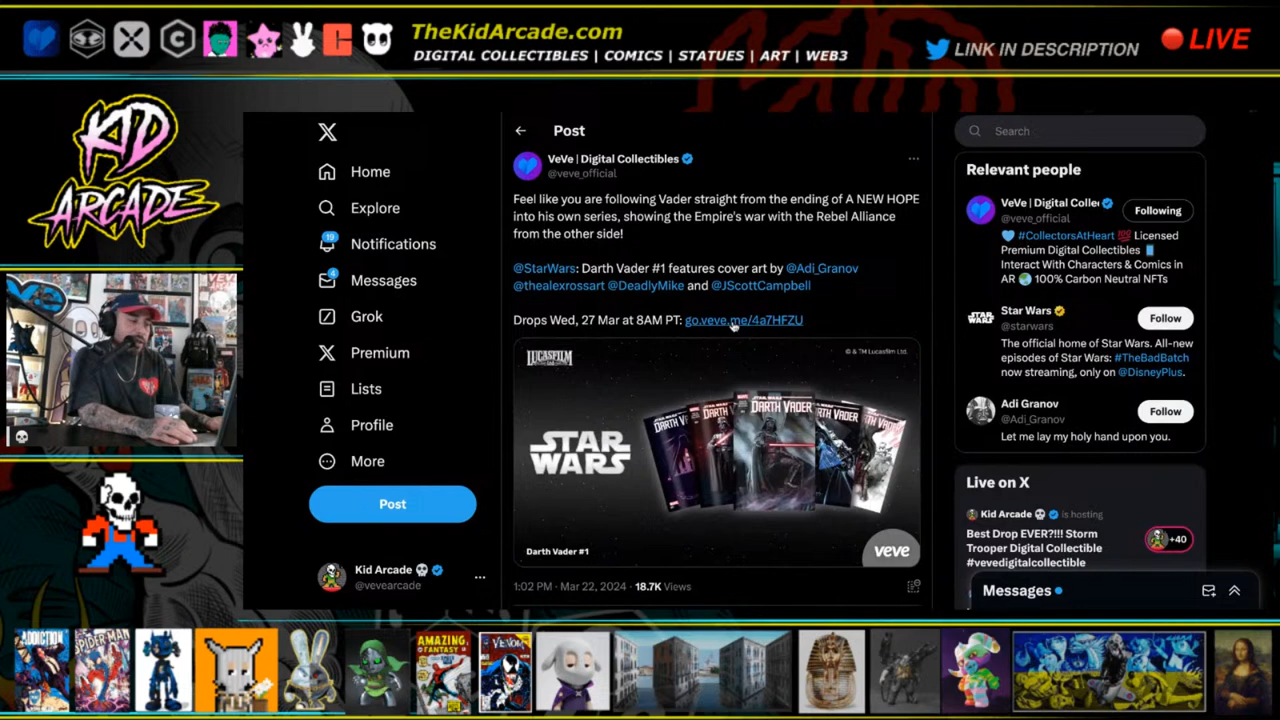 TheKidArcade.com
DIGITAL COLLECTIBLES | COMICS | STATUES | ART | WEB3
LINK IN DESCRIPTION
LIVE
KID
ARCADE
Home
Explore
19
Notifications
4
Messages
Grok
Premium
Lists
Profile
More
Post
Kid Arcade
@vevearcade
Post
VeVe | Digital Collectibles
@veve_official
Feel like you are following Vader straight from the ending of A NEW HOPE
into his own series, showing the Empire's war with the Rebel Alliance
from the other side!
@StarWars: Darth Vader #1 features cover art by @Adi_Granov
@thealexrossart @DeadlyMike and @JScottCampbell
Drops Wed, 27 Mar at 8AM PT: go.veve.me/4a7HFZU
LUCASFILM
© & TM Lucasfilm Ltd.
STAR
WARS
DARTH VADER
Darth Vader #1
veve
1:02 PM · Mar 22, 2024 · 18.7K Views
Search
Relevant people
VeVe | Digital Colle
@veve_official
Following
#CollectorsAtHeart Licensed
Premium Digital Collectibles
Interact With Characters & Comics in
AR 100% Carbon Neutral NFTs
STAR
WARS
Star Wars
@starwars
Follow
The official home of Star Wars. All-new
episodes of Star Wars: #TheBadBatch
now streaming, only on @DisneyPlus.
Adi Granov
@Adi_Granov
Follow
Let me lay my holy hand upon you.
Live on X
Kid Arcade is hosting
Best Drop EVER?!!! Storm
Trooper Digital Collectible
#vevedigitalcollectible
+40
Messages
SPIDER-MAN
AMAZING
VENOM